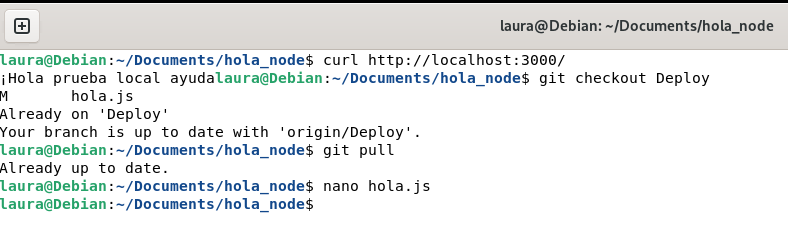 laura@Debian: ~/Documents/hola_node
laura@Debian:~/Documents/hola_node$ curl http://localhost:3000/
¡Hola prueba local ayudalaura@Debian:~/Documents/hola_node$ git checkout Deploy
M       hola.js
Already on 'Deploy'
Your branch is up to date with 'origin/Deploy'.
laura@Debian:~/Documents/hola_node$ git pull
Already up to date.
laura@Debian:~/Documents/hola_node$ nano hola.js
laura@Debian:~/Documents/hola_node$